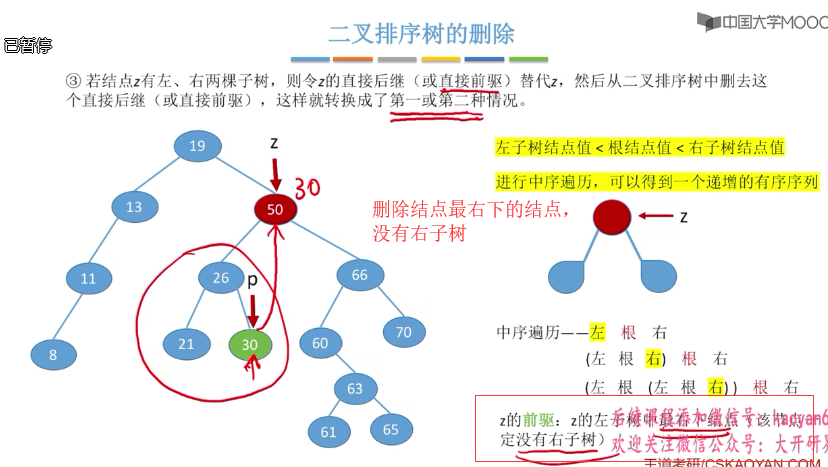 中国大学MOOC
二叉排序树的删除
已暂停
③ 若结点z有左、右两棵子树，则令z的直接后继（或直接前驱）替代z，然后从二叉排序树中删去这
个直接后继（或直接前驱），这样就转换成了第一或第二种情况。
左子树结点值 < 根结点值 < 右子树结点值
进行中序遍历，可以得到一个递增的有序序列
19
z
13
50
30
删除结点最右下的结点，
没有右子树
z
11
26
p
66
8
21
30
60
70
63
61
65
中序遍历——左 根 右
(左 根 右) 根 右
(左 根 (左 根 右)) 根 右
z的前驱：z的左子树中最右下结点（该节点
定没有右子树）
后续课程添加微信号：kaoyan6
欢迎关注微信公众号：大开研
王道考研/CSKAOYAN.COM